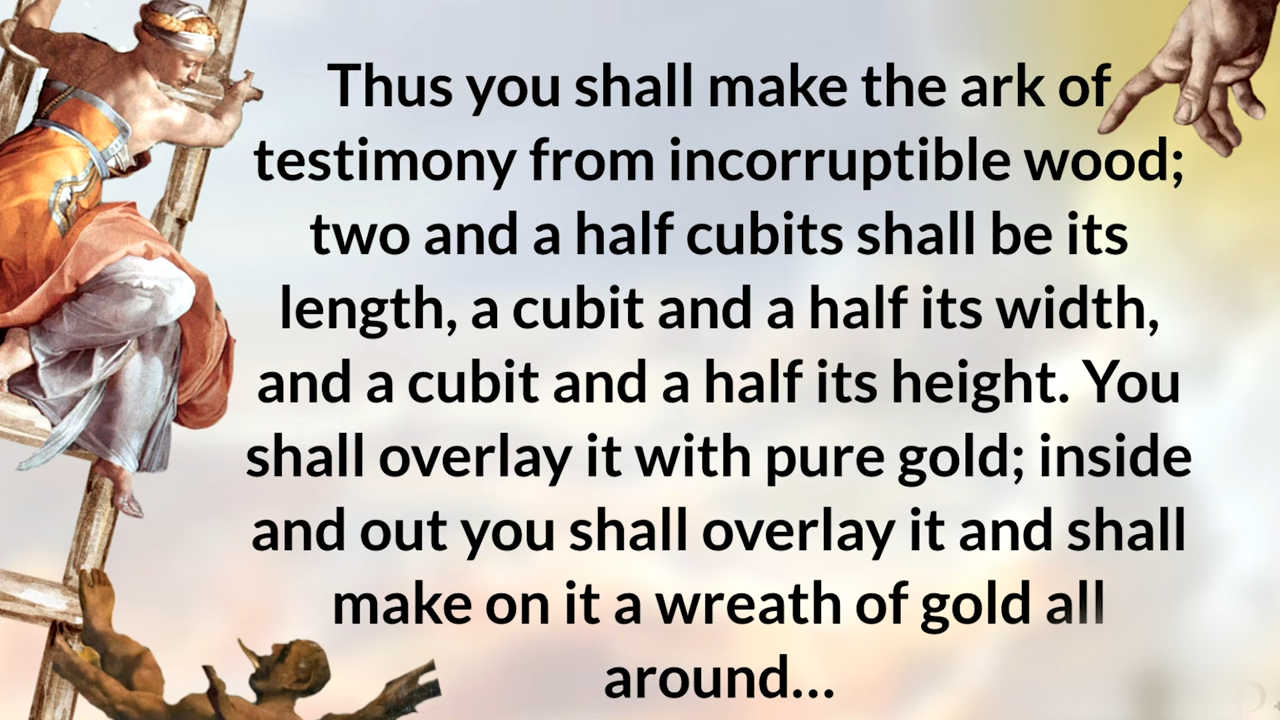 Thus you shall make the ark of
testimony from incorruptible wood;
two and a half cubits shall be its
length, a cubit and a half its width,
and a cubit and a half its height. You
shall overlay it with pure gold; inside
and out you shall overlay it and shall
make on it a wreath of gold all
around...